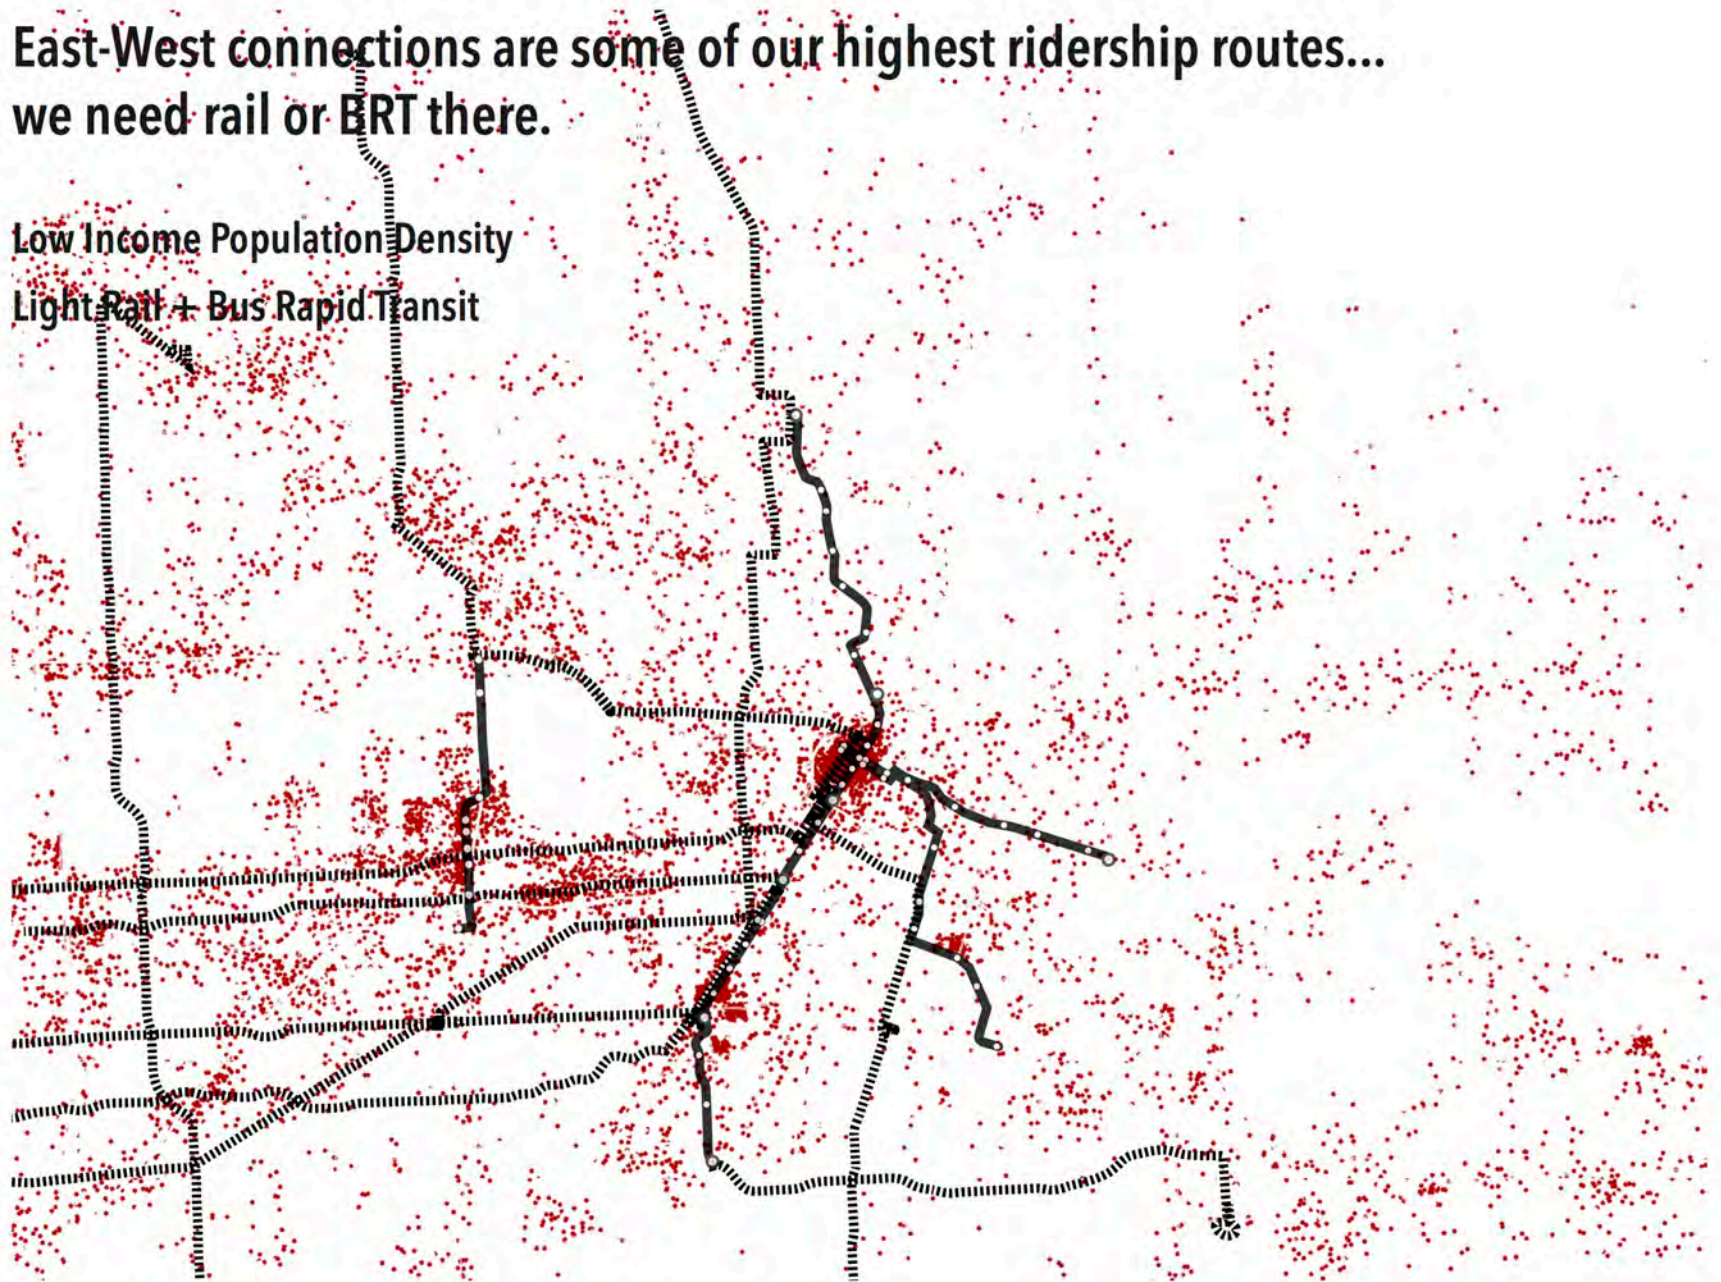 East-West connections are some of our highest ridership routes...
we need rail or BRT there.
Low Income Population Density
Light Rail + Bus Rapid Transit